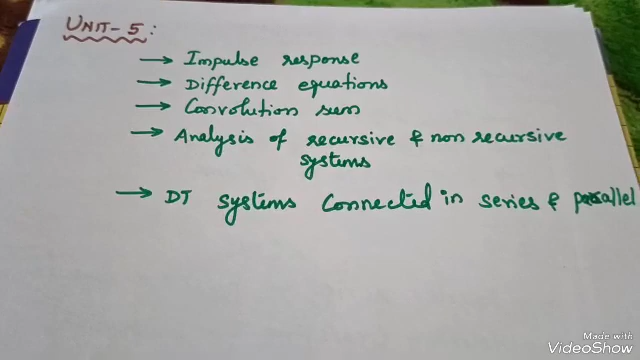 UNIT-5:
→ Impulse response
→ Difference equations
→ Convolution sum
→ Analysis of recursive & non recursive
systems
→ DT systems connected in series & parallel
Made with
VideoShow